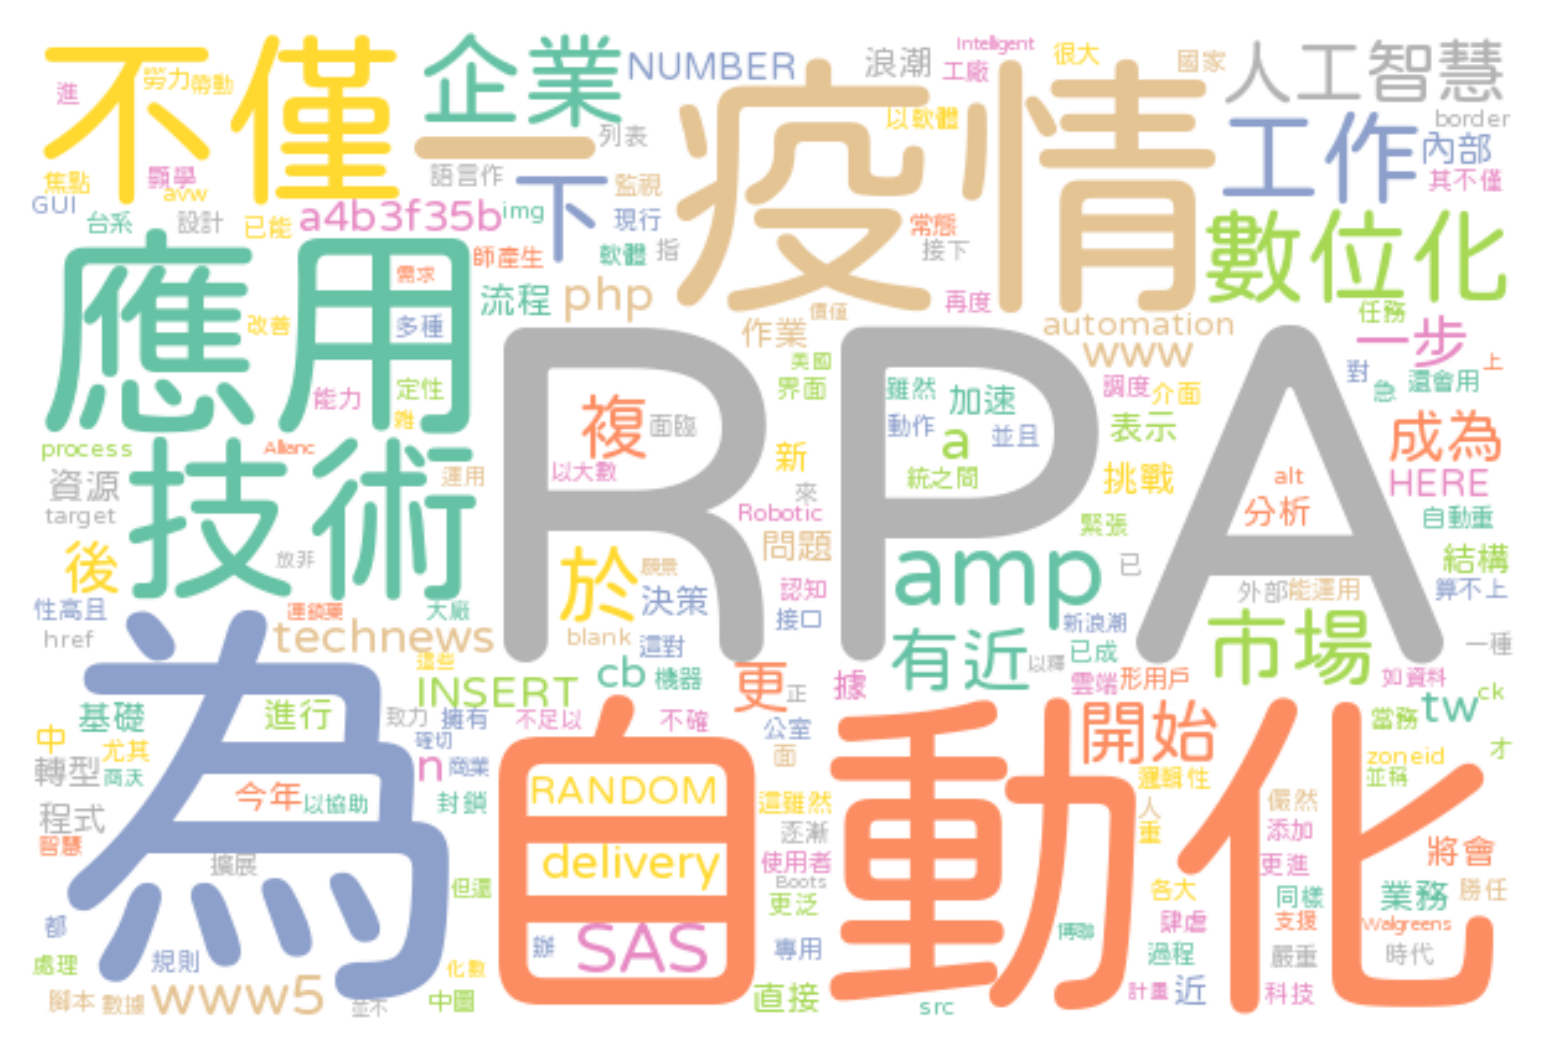 不僅
企業
NUMBER
浪潮
Intelligent
工廠
很大
國家
人工智慧
進
勞力
帶動
疫情
以軟體
border
一
列表
工作
內部
焦點
顯學
avw
語言作
下
監視
其不僅
GUI
台系
設計
已能
a4b3f35b
img
現行
常態
數位化
應用
師產生
軟體
指
接下
需求
流程
php
再度
改善
多種
作業
價值
automation
任務
RPA
www
一步
上
美國
對
能力
定性
界面
雖然
加速
調度
介面
急
還會用
雜
複
面臨
動作
a
並且
表示
成為
process
技術
Allianc
以大數
新
統之間
挑戰
資源
運用
來
alt
HERE
target
Robotic
緊張
分析
自動重
後
放非
於
問題
amp
已
結構
願景
決策
認知
外部
能運用
算不上
性高且
連鎖藥
大廠
接口
新浪潮
市場
href
為
technews
blank
這對
有近
以釋
已成
一種
這些
INSERT
cb
機器
更
正
據
雲端
形用戶
如資料
基礎
進行
致力
擁有
不足以
自動化
不確
公室
開始
當務
tw
ck
中
尤其
確切
面
zoneid
才
轉型
商沃
n
商業
RANDOM
邏輯性
並稱
今年
以協助
封鎖
這雖然
人
儼然
程式
逐漸
重
添加
智慧
擴展
delivery
使用者
更進
將會
但還
Boots
更泛
各大
同樣
業務
勝任
都
辦
SAS
專用
博聯
肆虐
支援
Walgreens
處理
規則
化數
過程
嚴重
時代
腳本
數據
www5
並不
中圖
直接
src
計畫
近
科技